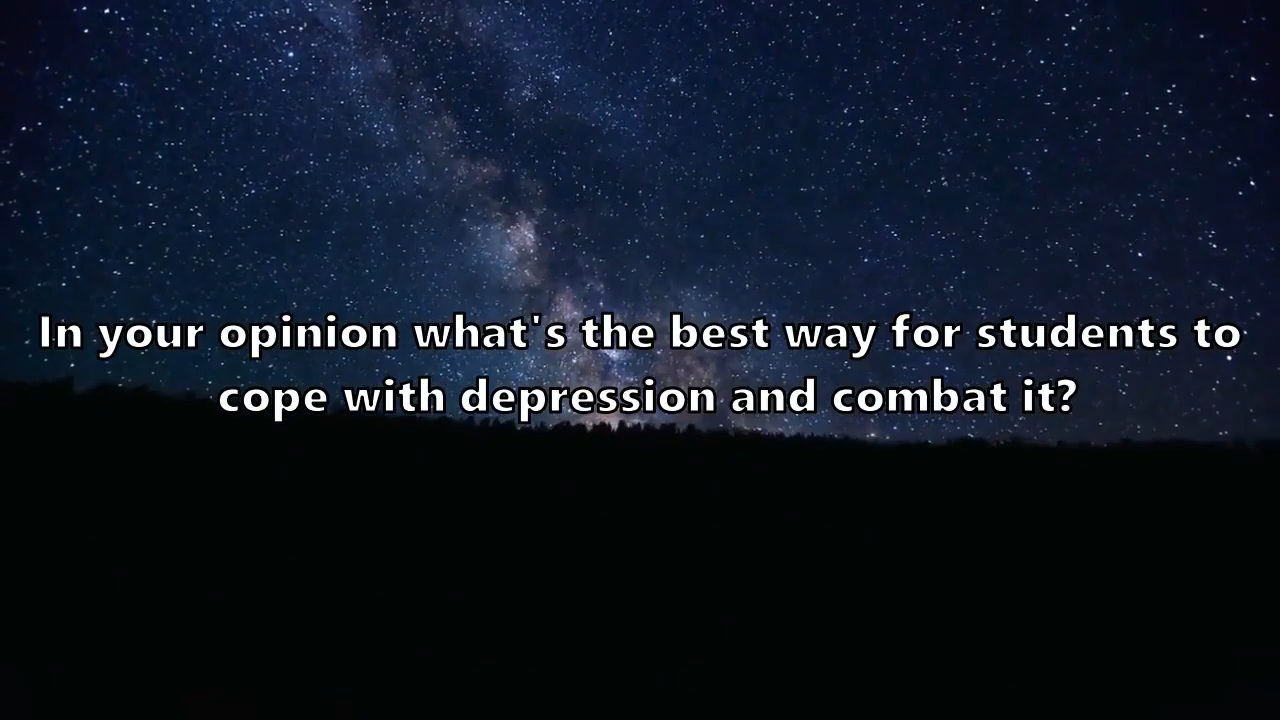 In your opinion what's the best way for students to
cope with depression and combat it?